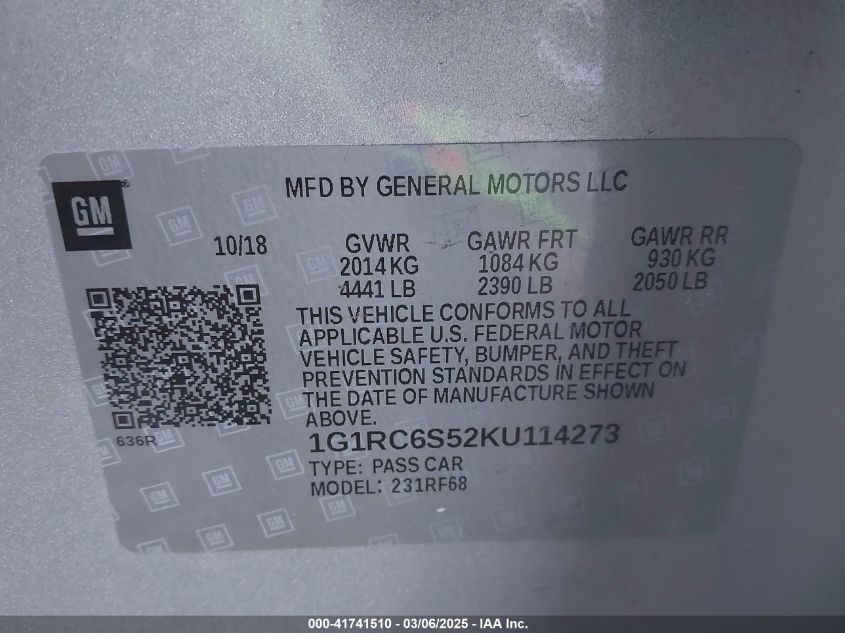 MFD BY GENERAL MOTORS LLC
GM
10/18 GVWR GAWR FRT GAWR RR
2014 KG 1084 KG 930 KG
4441 LB 2390 LB 2050 LB
THIS VEHICLE CONFORMS TO ALL
APPLICABLE U.S. FEDERAL MOTOR
VEHICLE SAFETY, BUMPER, AND THEFT
PREVENTION STANDARDS IN EFFECT ON
THE DATE OF MANUFACTURE SHOWN
ABOVE.
636R
1G1RC6S52KU114273
TYPE: PASS CAR
MODEL: 231RF68
000-41741510 - 03/06/2025 - IAA Inc.